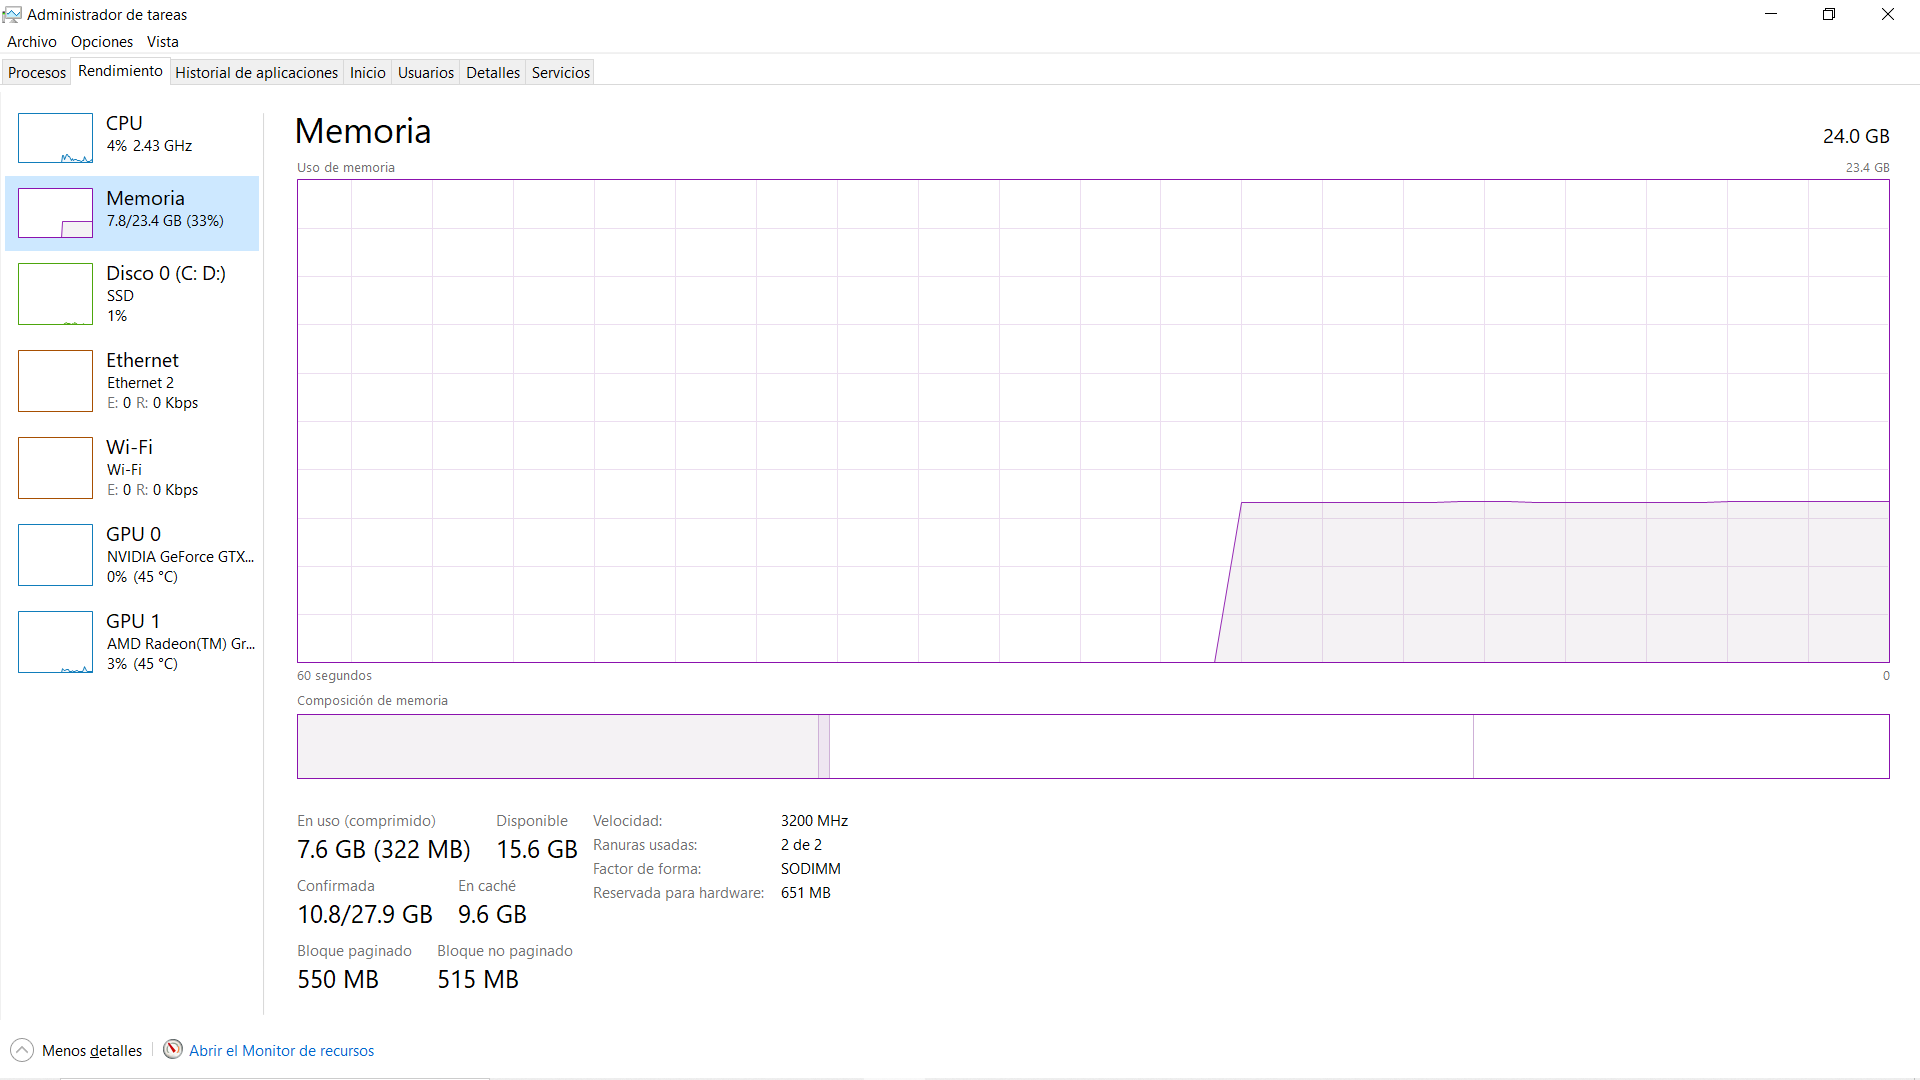 Administrador de tareas
Archivo Opciones Vista
Procesos Rendimiento Historial de aplicaciones Inicio Usuarios Detalles Servicios
CPU
4% 2.43 GHz
Memoria
7.8/23.4 GB (33%)
Disco 0 (C: D:)
SSD
1%
Ethernet
Ethernet 2
E: 0 R: 0 Kbps
Wi-Fi
Wi-Fi
E: 0 R: 0 Kbps
GPU 0
NVIDIA GeForce GTX...
0% (45 °C)
GPU 1
AMD Radeon(TM) Gr...
3% (45 °C)
Memoria 24.0 GB
Uso de memoria 23.4 GB
60 segundos 0
Composición de memoria
En uso (comprimido) Disponible
7.6 GB (322 MB) 15.6 GB
Confirmada En caché
10.8/27.9 GB 9.6 GB
Bloque paginado Bloque no paginado
550 MB 515 MB
Velocidad: 3200 MHz
Ranuras usadas: 2 de 2
Factor de forma: SODIMM
Reservada para hardware: 651 MB
Menos detalles Abrir el Monitor de recursos